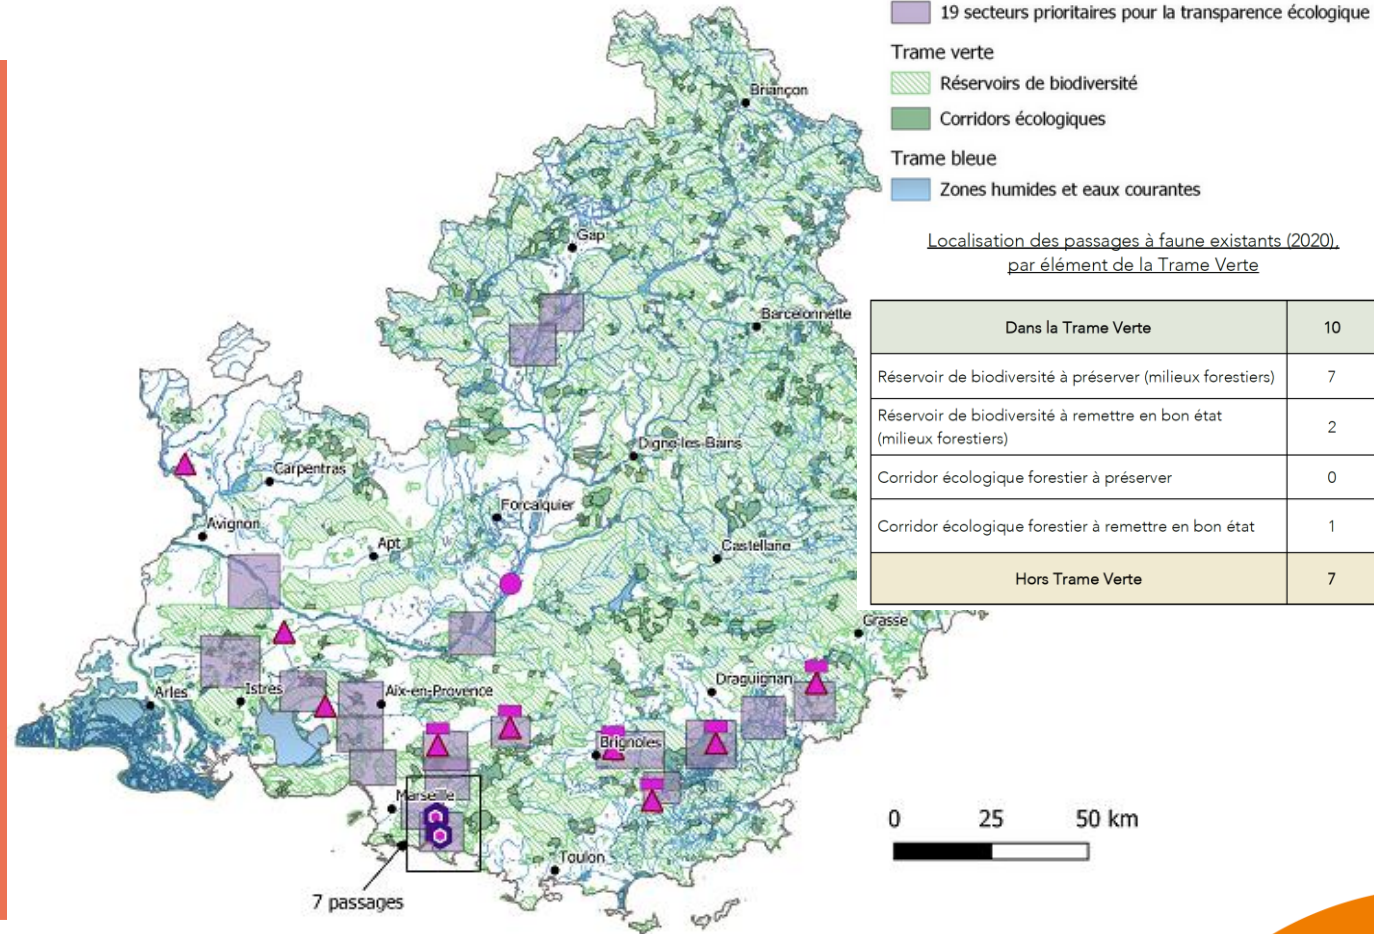 19 secteurs prioritaires pour la transparence écologique
Trame verte
Réservoirs de biodiversité
Corridors écologiques
Trame bleue
Zones humides et eaux courantes
Localisation des passages à faune existants (2020),
par élément de la Trame Verte
Dans la Trame Verte 10
Réservoir de biodiversité à préserver (milieux forestiers) 7
Réservoir de biodiversité à remettre en bon état
(milieux forestiers) 2
Corridor écologique forestier à préserver 0
Corridor écologique forestier à remettre en bon état 1
Hors Trame Verte 7
Briançon
Gap
Barcelonnette
Digne-les-Bains
Carpentras
Forcalquier
Avignon
Apt
Castellane
Grasse
Draguignan
Arles
Istres
Aix-en-Provence
Brignoles
Marseille
Toulon
7 passages
0 25 50 km